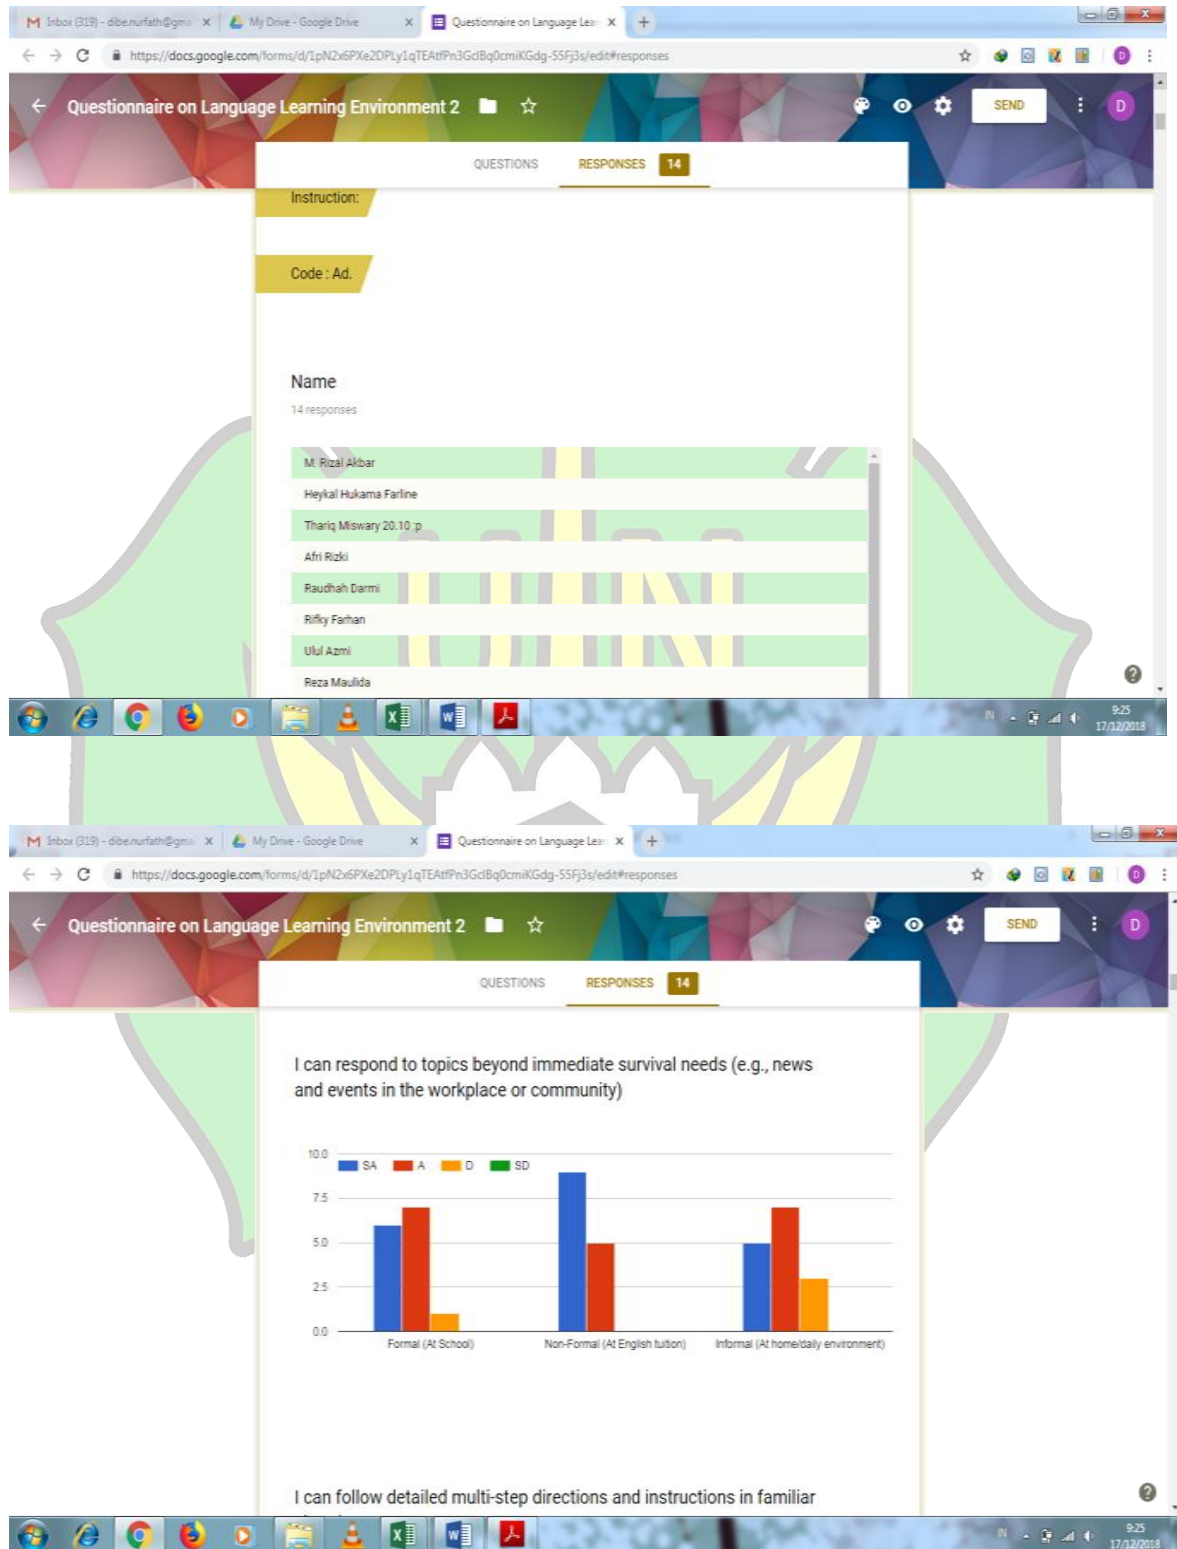 Inbox (319) - dibe.nurfath@gma
My Drive - Google Drive
Questionnaire on Language Lea
https://docs.google.com/forms/d/1pN2x6PXe2DPLy1qTEAtfPn3GclBq0cmiKGdg-55Fj3s/edit#responses
Questionnaire on Language Learning Environment 2
SEND
D
QUESTIONS RESPONSES 14
Instruction:
Code : Ad.
Name
14 responses
M. Rizal Akbar
Heykal Hukama Farline
Thariq Miswary 20.10 :p
Afri Rizki
Raudhah Darmi
Rifky Farhan
Ulul Azmi
Reza Maulida
UIN
IN 9:25
17/12/2018
Inbox (319) - dibe.nurfath@gma
My Drive - Google Drive
Questionnaire on Language Lea
https://docs.google.com/forms/d/1pN2x6PXe2DPLy1qTEAtfPn3GclBq0cmiKGdg-55Fj3s/edit#responses
Questionnaire on Language Learning Environment 2
SEND
D
QUESTIONS RESPONSES 14
I can respond to topics beyond immediate survival needs (e.g., news
and events in the workplace or community)
10.0
SA A D SD
7.5
5.0
2.5
0.0
Formal (At School) Non-Formal (At English tuition) Informal (At home/daily environment)
I can follow detailed multi-step directions and instructions in familiar
IN 9:25
17/12/2018